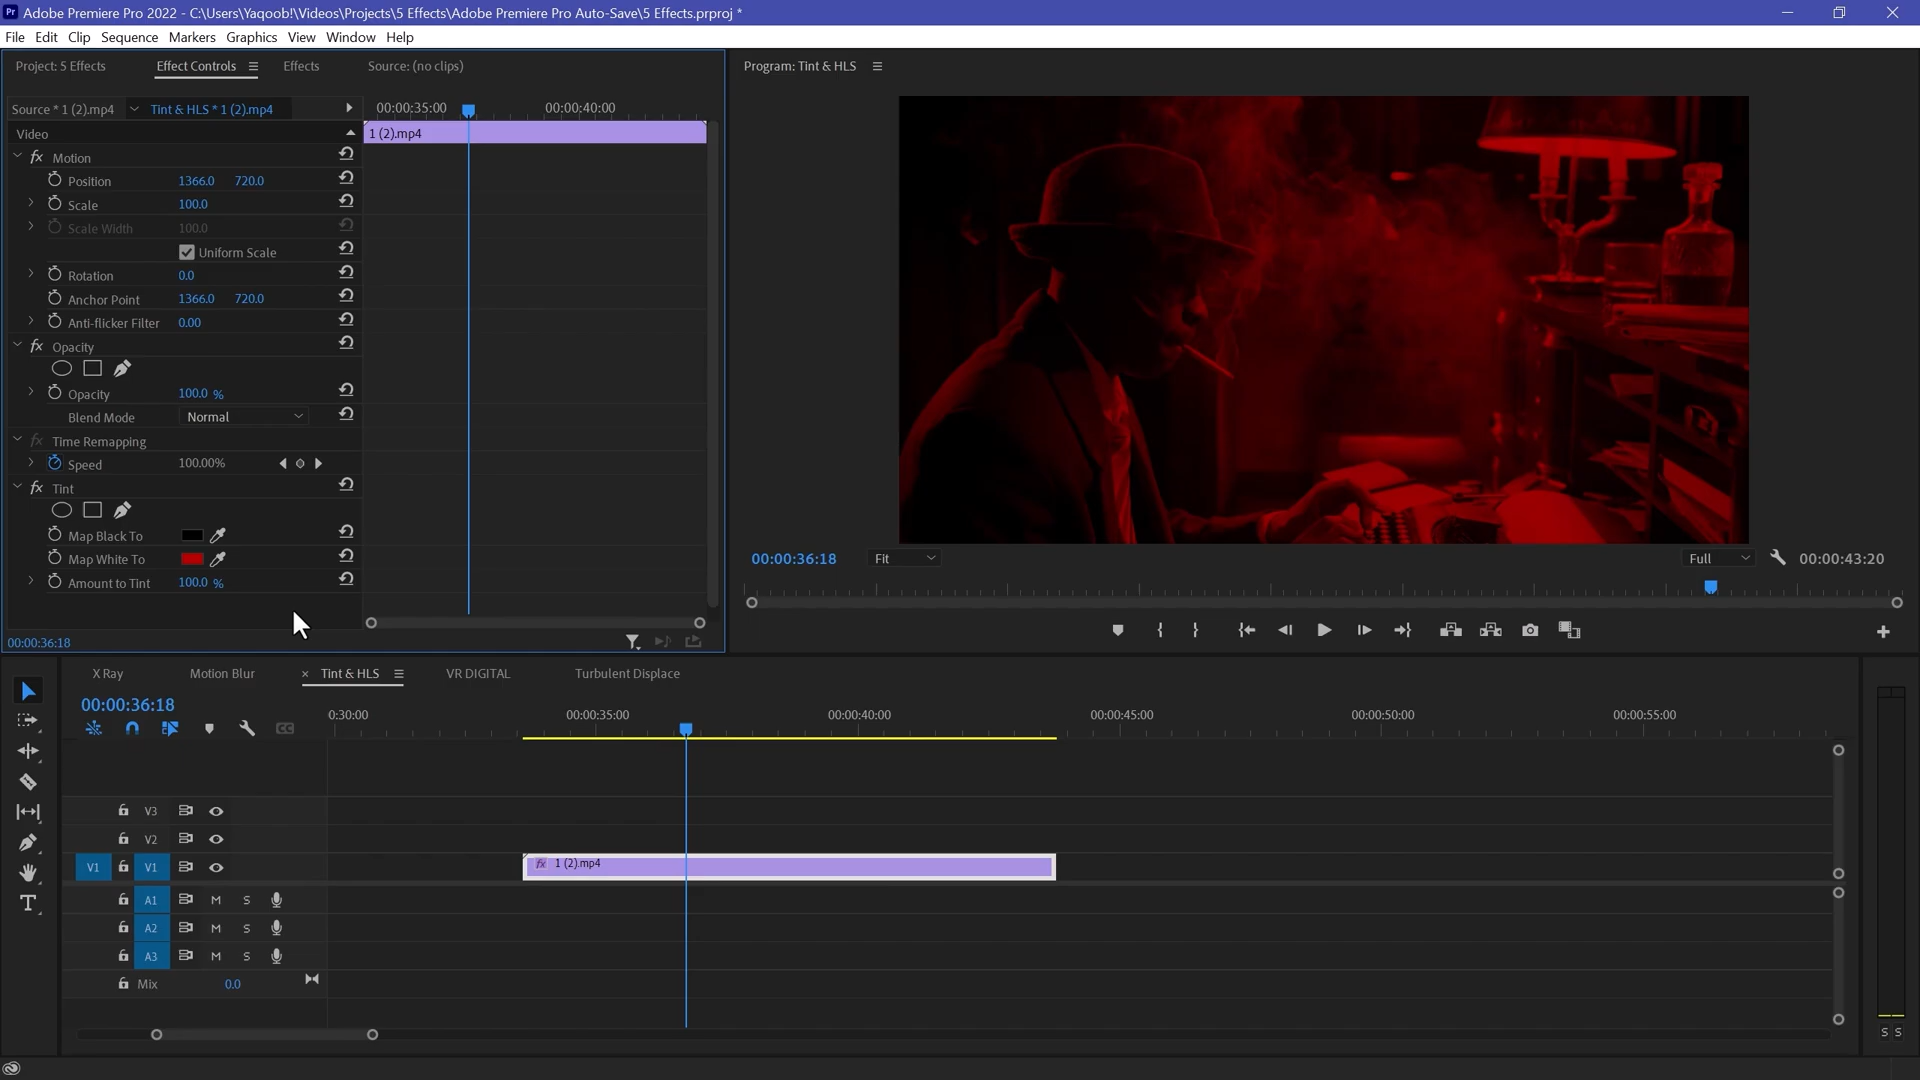 Adobe Premiere Pro 2022 - C:\Users\Yaqoob!\Videos\Projects\5 Effects\Adobe Premiere Pro Auto-Save\5 Effects.prproj *
File Edit Clip Sequence Markers Graphics View Window Help
Project: 5 Effects Effect Controls Effects Source: (no clips)
Program: Tint & HLS
Source * 1 (2).mp4 Tint & HLS * 1 (2).mp4 00:00:35:00 00:00:40:00
Video 1 (2).mp4
fx Motion
Position 1366.0 720.0
Scale 100.0
Scale Width 100.0
Uniform Scale
Rotation 0.0
Anchor Point 1366.0 720.0
Anti-flicker Filter 0.00
fx Opacity
Opacity 100.0 %
Blend Mode Normal
fx Time Remapping
Speed 100.00%
fx Tint
Map Black To
Map White To
Amount to Tint 100.0 %
00:00:36:18
00:00:36:18 Fit Full 00:00:43:20
X Ray Motion Blur × Tint & HLS VR DIGITAL Turbulent Displace
00:00:36:18
0:30:00 00:00:35:00 00:00:40:00 00:00:45:00 00:00:50:00 00:00:55:00
CC
V3
V2
V1 V1 fx 1 (2).mp4
A1 M S
A2 M S
A3 M S
Mix 0.0
S S
T